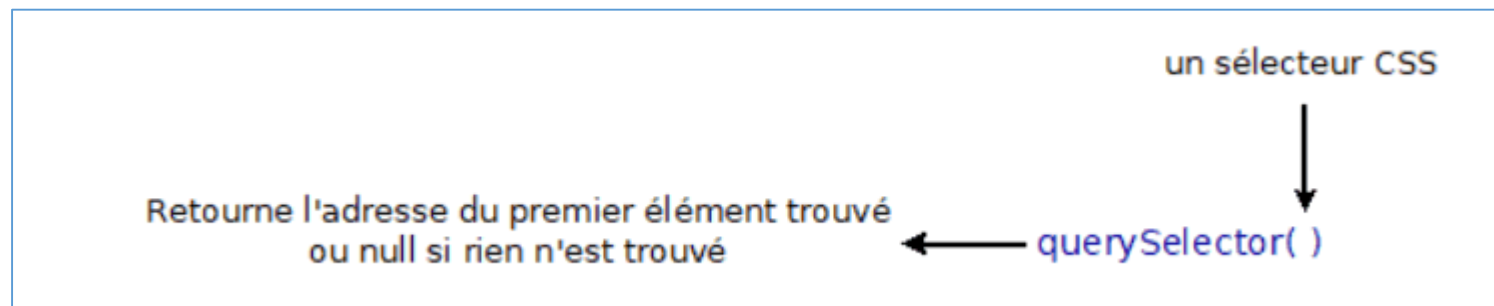 un sélecteur CSS
Retourne l'adresse du premier élément trouvé
ou null si rien n'est trouvé
querySelector( )